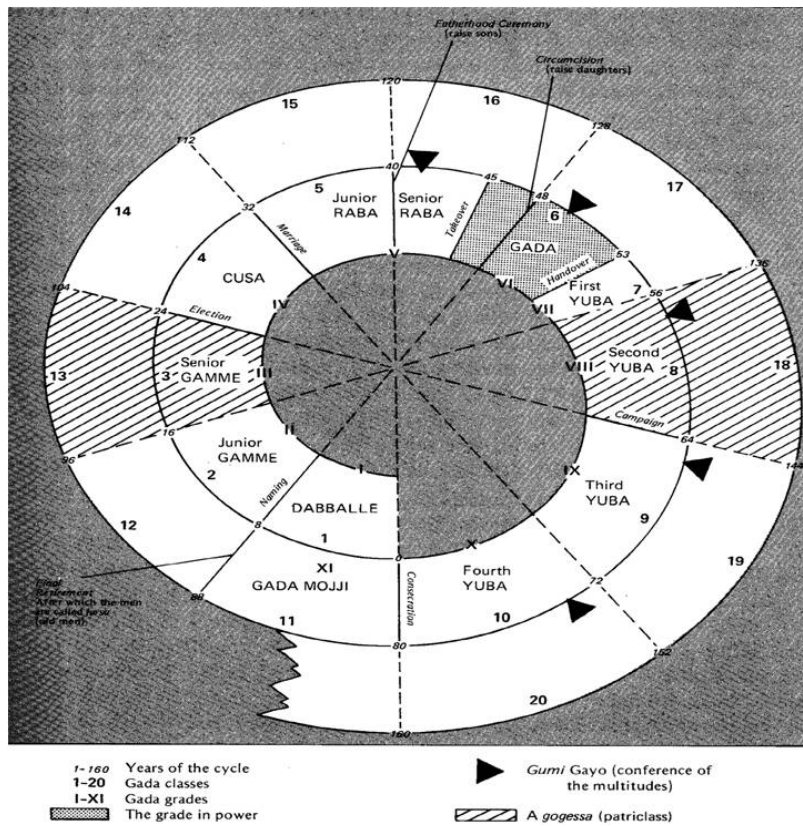 Fatherhood Ceremony
(raise sons)
Circumcision
(raise daughters)
120
15
16
112
128
40
5
Junior
RABA
Senior
RABA
45
48
6
17
14
32
Marriage
Takeover
GADA
4
CUSA
V
Handover
53
VI
First
YUBA
7
136
IV
VII
56
104
24
Election
13
3
Senior
GAMME
III
VIII
Second
YUBA
8
18
16
II
Campaign
64
96
Junior
GAMME
144
2
I
IX
Third
YUBA
12
Naming
DABBALLE
9
8
1
X
0
XI
GADA MOJJI
Consecration
Fourth
YUBA
72
19
Final
Retirement
After which the men
are called
(old men)
88
11
10
80
152
20
160
1-160 Years of the cycle
1-20 Gada classes
I-XI Gada grades
The grade in power
Gumi Gayo (conference of
the multitudes)
A gogessa (patriclass)